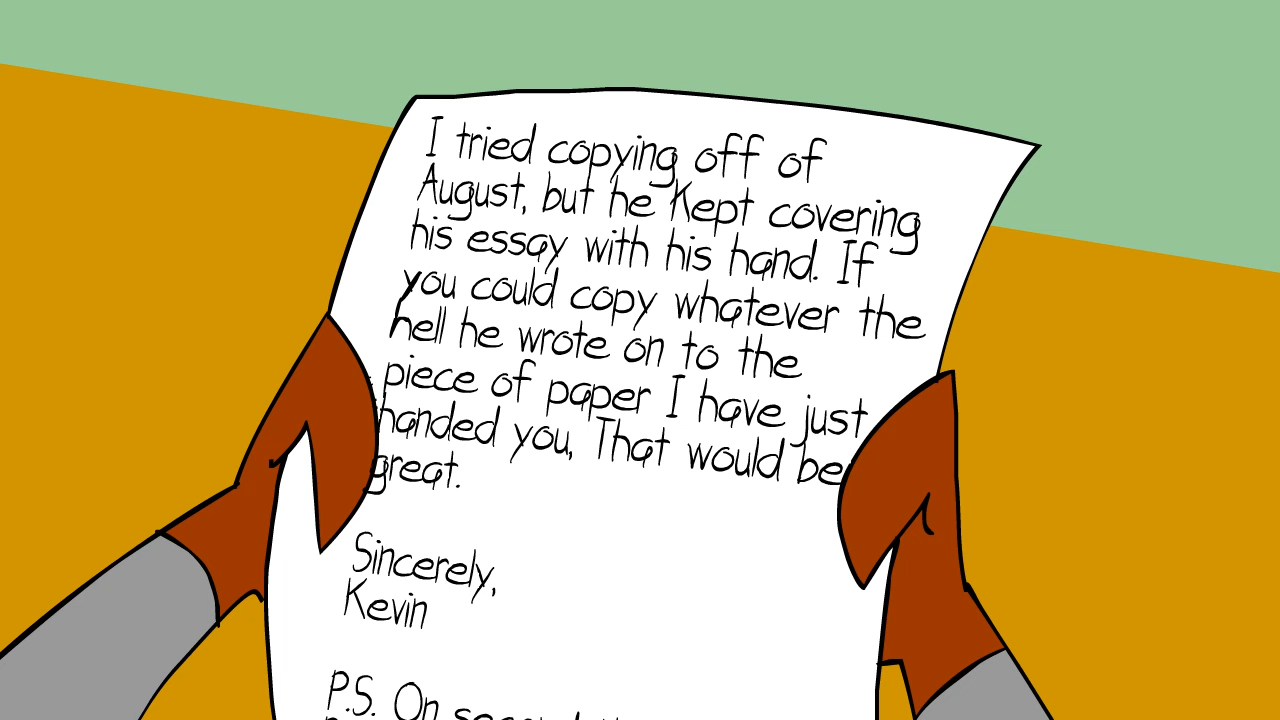 I tried copying off of
August, but he Kept covering
his essay with his hand. If
you could copy whatever the
hell he wrote on to the
piece of paper I have just
handed you, That would be
great.
Sincerely,
Kevin
P.S. On